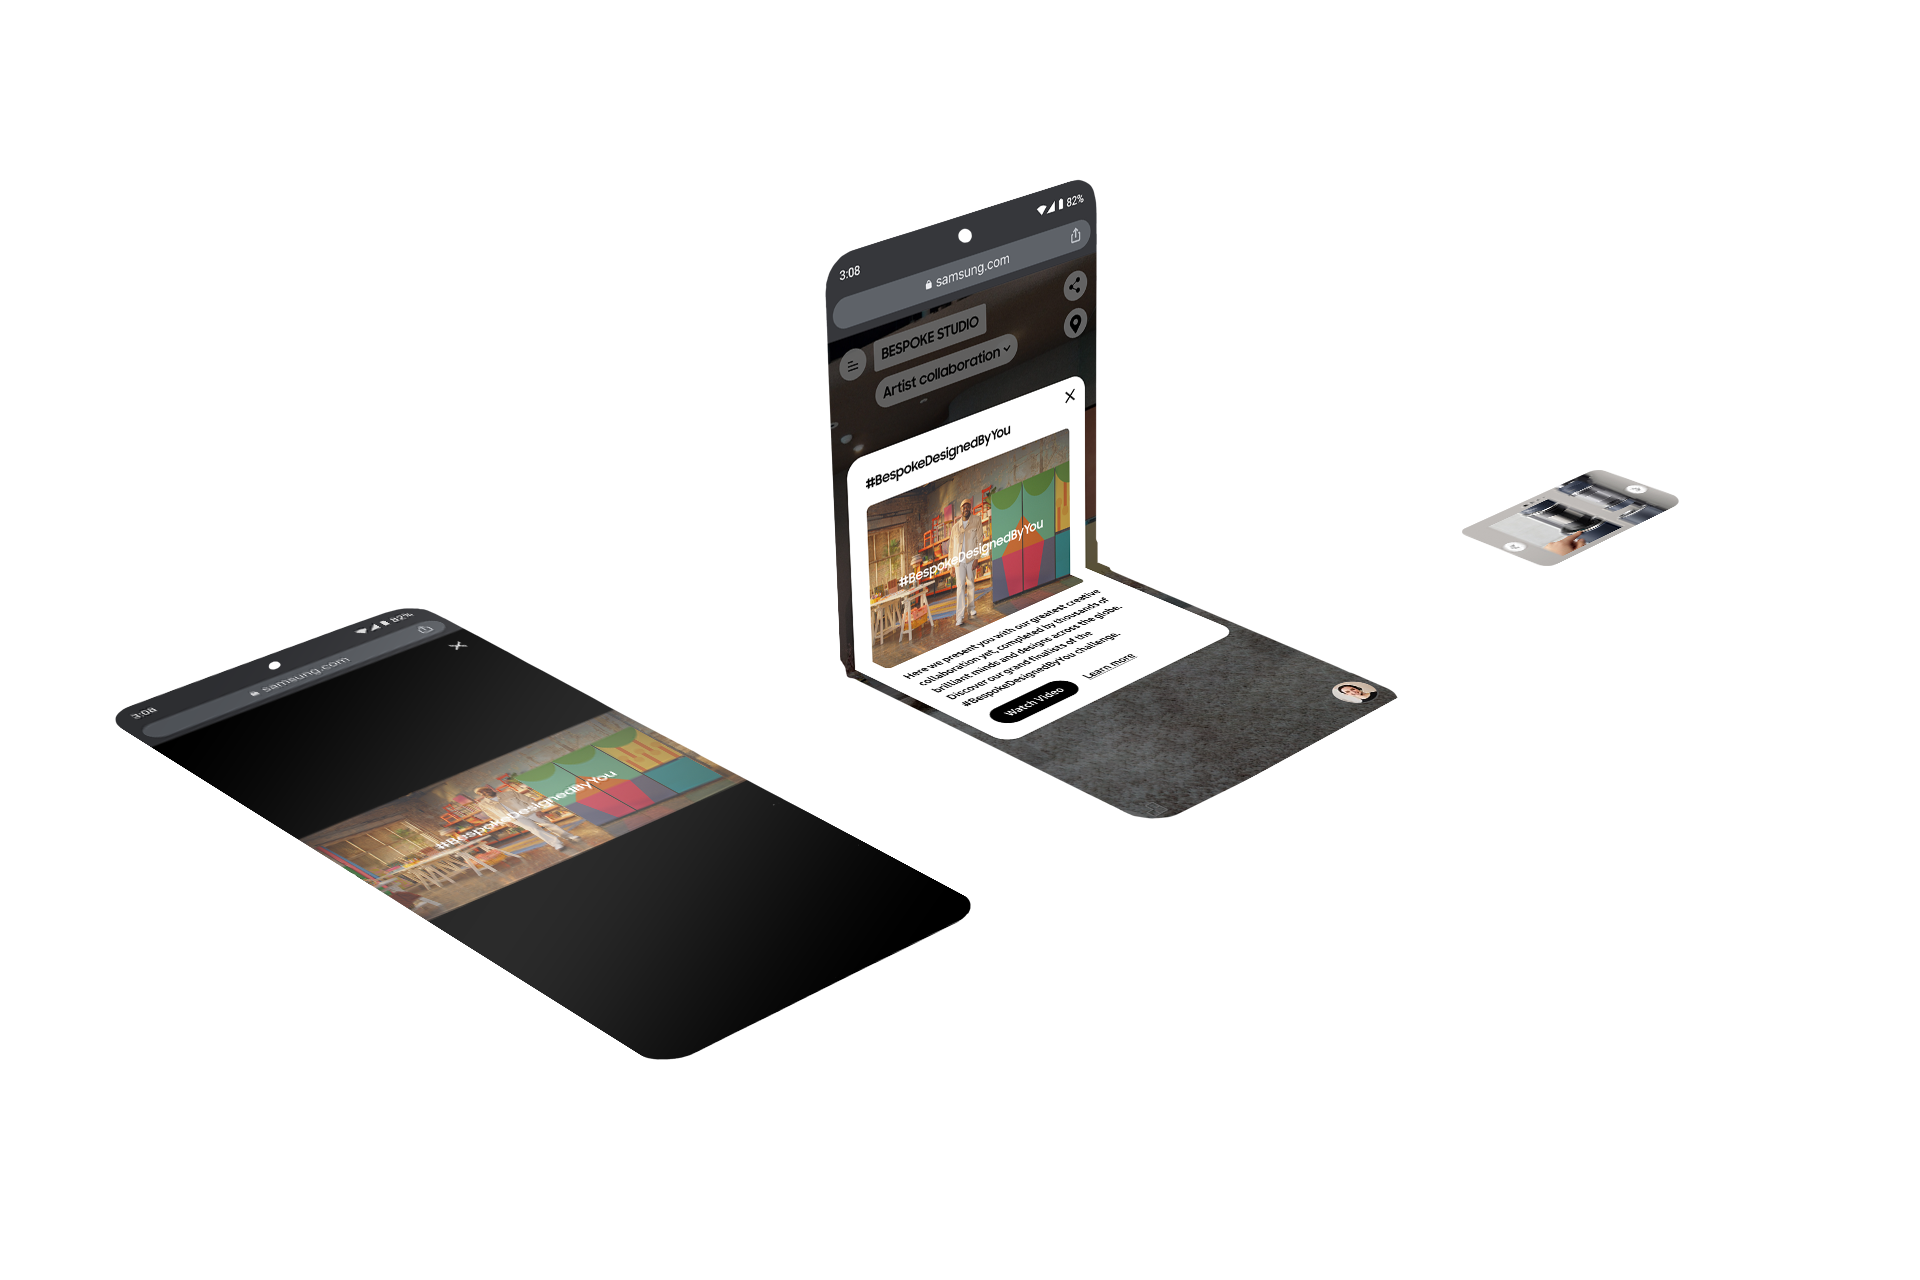 3:08
82%
samsung.com
BESPOKE STUDIO
Artist collaboration
#BespokeDesignedByYou
#BespokeDesignedByYou
Here we present you with our greatest creative
collaboration yet, completed by thousands of
brilliant minds and designs across the globe.
Discover our grand finalists of the
#BespokeDesignedByYou challenge.
Watch Video
Learn more
3:08
82%
samsung.com
#BespokeDesignedByYou